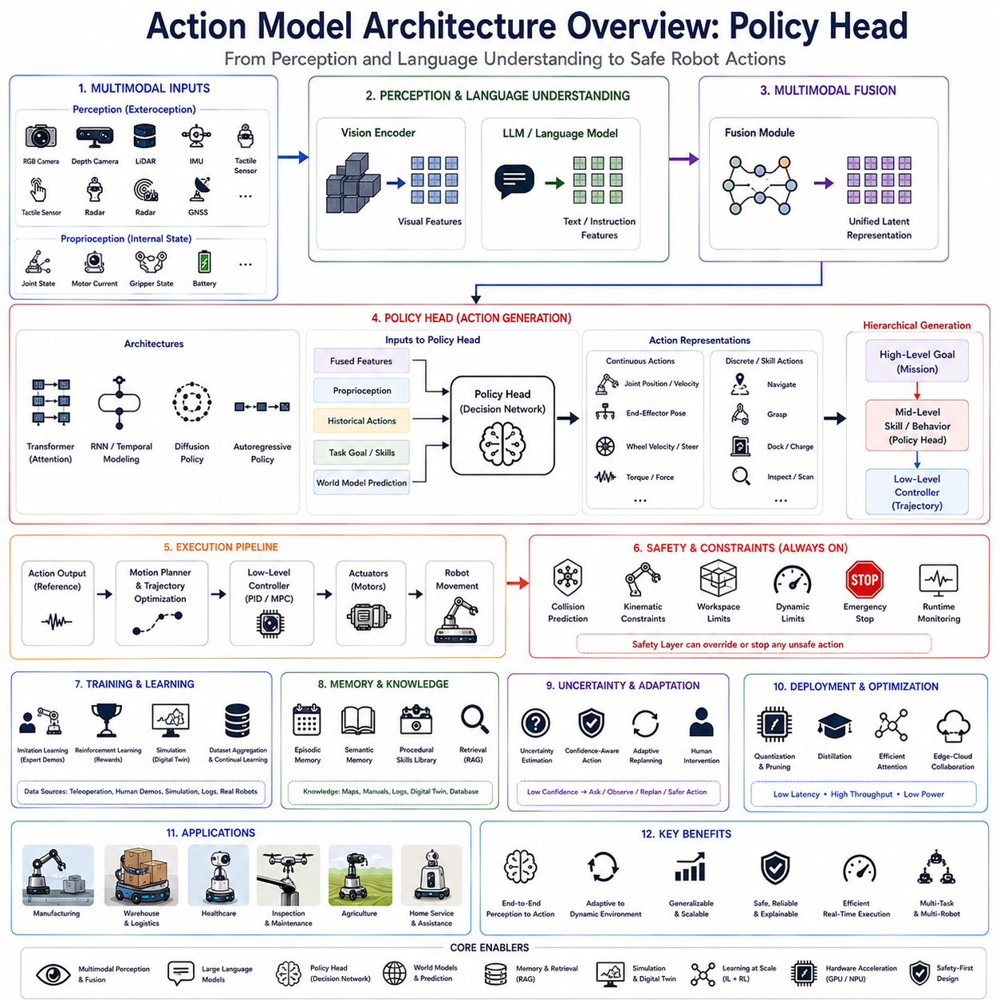 Action Model Architecture Overview: Policy Head
From Perception and Language Understanding to Safe Robot Actions
1. MULTIMODAL INPUTS
Perception (Exteroception)
RGB Camera
Depth Camera
LiDAR
IMU
Tactile
Sensor
Tactile Sensor
Radar
Radar
GNSS
...
Proprioception (Internal State)
Joint State
Motor Current
Gripper State
Battery
...
2. PERCEPTION & LANGUAGE UNDERSTANDING
Vision Encoder
Visual Features
LLM / Language Model
Text / Instruction
Features
3. MULTIMODAL FUSION
Fusion Module
Unified Latent
Representation
4. POLICY HEAD (ACTION GENERATION)
Architectures
Transformer
(Attention)
RNN / Temporal
Modeling
Diffusion
Policy
Autoregressive
Policy
Inputs to Policy Head
Fused Features
Proprioception
Historical Actions
Task Goal / Skills
World Model Prediction
Policy Head
(Decision Network)
Action Representations
Continuous Actions
Joint Position / Velocity
End-Effector Pose
Wheel Velocity / Steer
Torque / Force
...
Discrete / Skill Actions
Navigate
Grasp
Dock / Charge
Inspect / Scan
...
Hierarchical Generation
High-Level Goal
(Mission)
Mid-Level
Skill / Behavior
(Policy Head)
Low-Level
Controller
(Trajectory)
5. EXECUTION PIPELINE
Action Output
(Reference)
Motion Planner
& Trajectory
Optimization
Low-Level
Controller
(PID / MPC)
Actuators
(Motors)
Robot
Movement
6. SAFETY & CONSTRAINTS (ALWAYS ON)
Collision
Prediction
Kinematic
Constraints
Workspace
Limits
Dynamic
Limits
STOP
Emergency
Stop
Runtime
Monitoring
Safety Layer can override or stop any unsafe action
7. TRAINING & LEARNING
Imitation Learning
(Expert Demos)
Reinforcement Learning
(Rewards)
Simulation
(Digital Twin)
Dataset Aggregation
& Continual Learning
Data Sources: Teleoperation, Human Demos, Simulation, Logs, Real Robots
8. MEMORY & KNOWLEDGE
Episodic
Memory
Semantic
Memory
Procedural
Skills Library
Retrieval
(RAG)
Knowledge: Maps, Manuals, Logs, Digital Twin, Database
9. UNCERTAINTY & ADAPTATION
Uncertainty
Estimation
Confidence-Aware
Action
Adaptive
Replanning
Human
Intervention
Low Confidence → Ask / Observe / Replan / Safer Action
10. DEPLOYMENT & OPTIMIZATION
Quantization
& Pruning
Distillation
Efficient
Attention
Edge-Cloud
Collaboration
Low Latency • High Throughput • Low Power
11. APPLICATIONS
Manufacturing
Warehouse
& Logistics
Healthcare
Inspection
& Maintenance
Agriculture
Home Service
& Assistance
12. KEY BENEFITS
End-to-End
Perception to Action
Adaptive to
Dynamic Environment
Generalizable
& Scalable
Safe, Reliable
& Explainable
Efficient
Real-Time Execution
Multi-Task
& Multi-Robot
CORE ENABLERS
Multimodal Perception
& Fusion
Large Language
Models
Policy Head
(Decision Network)
World Models
& Prediction
Memory & Retrieval
(RAG)
Simulation
& Digital Twin
Learning at Scale
(IL + RL)
Hardware Acceleration
(GPU / NPU)
Safety-First
Design